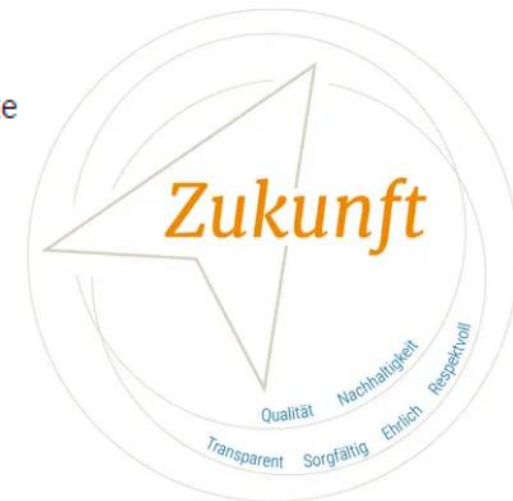 Zukunft
Qualität Nachhaltigkeit
Transparent Sorgfältig Ehrlich Respektvoll